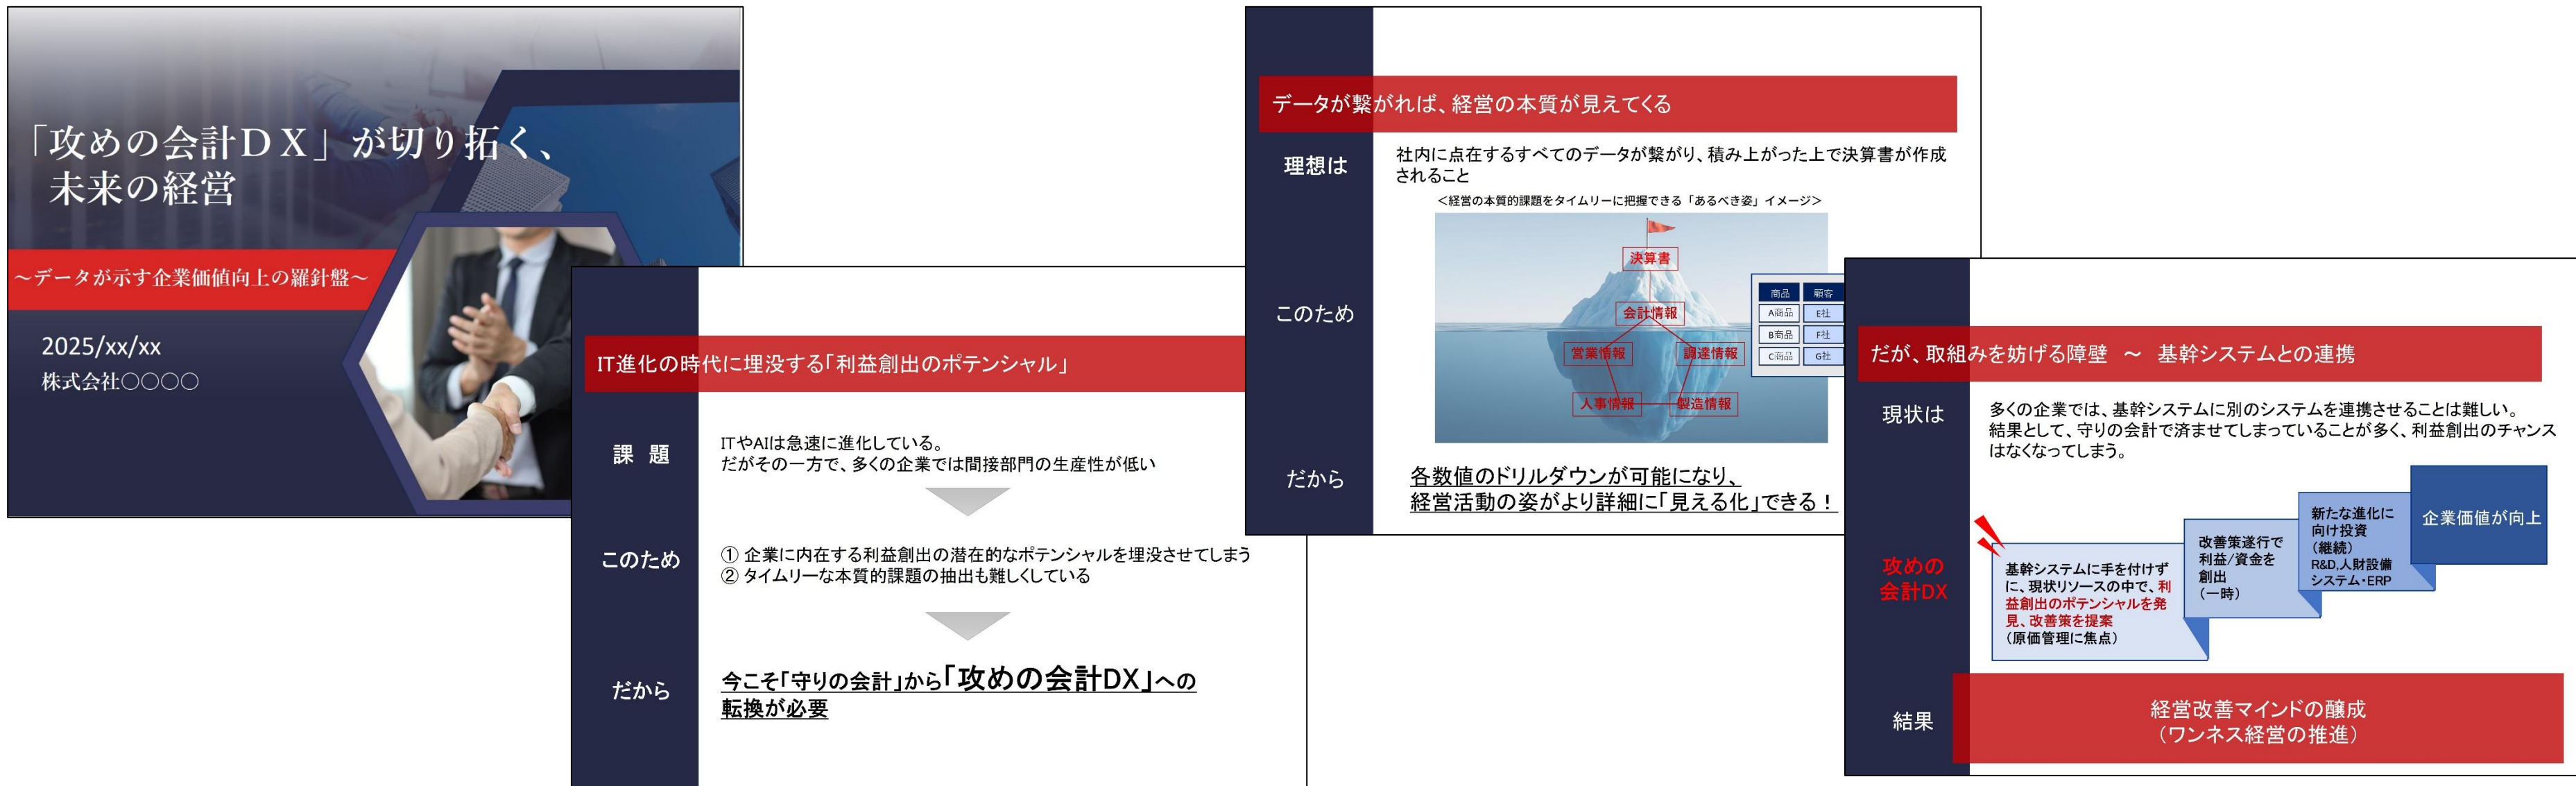 「攻めの会計ＤＸ」が切り拓く、
未来の経営
～データが示す企業価値向上の羅針盤～
2025/xx/xx
株式会社○○○○
IT進化の時代に埋没する「利益創出のポテンシャル」
課 題
ITやAIは急速に進化している。
だがその一方で、多くの企業では間接部門の生産性が低い
このため
① 企業に内在する利益創出の潜在的なポテンシャルを埋没させてしまう
② タイムリーな本質的課題の抽出も難しくしている
だから
今こそ「守りの会計」から「攻めの会計DX」への
転換が必要
データが繋がれば、経営の本質が見えてくる
理想は
社内に点在するすべてのデータが繋がり、積み上がった上で決算書が作成
されること
＜経営の本質的課題をタイムリーに把握できる「あるべき姿」イメージ＞
決算書
会計情報
営業情報
調達情報
人事情報
製造情報
商品 顧客
A商品 E社
B商品 F社
C商品 G社
このため
だから
各数値のドリルダウンが可能になり、
経営活動の姿がより詳細に「見える化」できる！
だが、取組みを妨げる障壁 ～ 基幹システムとの連携
現状は
多くの企業では、基幹システムに別のシステムを連携させることは難しい。
結果として、守りの会計で済ませてしまっていることが多く、利益創出のチャンス
はなくなってしまう。
攻めの
会計DX
基幹システムに手を付けず
に、現状リソースの中で、利
益創出のポテンシャルを発
見、改善策を提案
（原価管理に焦点）
改善策遂行で
利益/資金を
創出
（一時）
新たな進化に
向け投資
（継続）
R&D,人財設備
システム・ERP
企業価値が向上
結果
経営改善マインドの醸成
（ワンネス経営の推進）